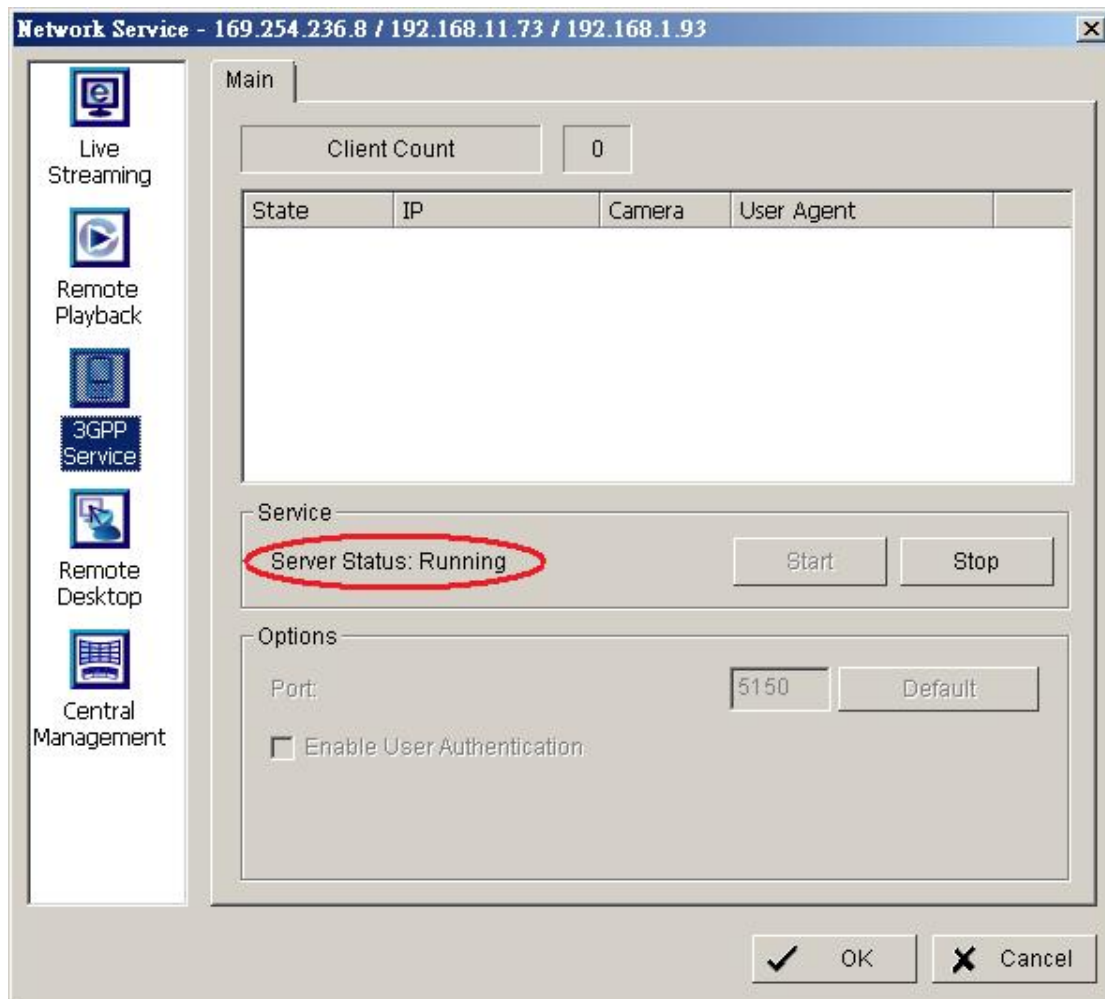 Network Service - 169.254.236.8 / 192.168.11.73 / 192.168.1.93
Live
Streaming
Remote
Playback
3GPP
Service
Remote
Desktop
Central
Management
Main
Client Count 0
State IP Camera User Agent
Service
Server Status: Running Start Stop
Options
Port: 5150 Default
Enable User Authentication
OK Cancel